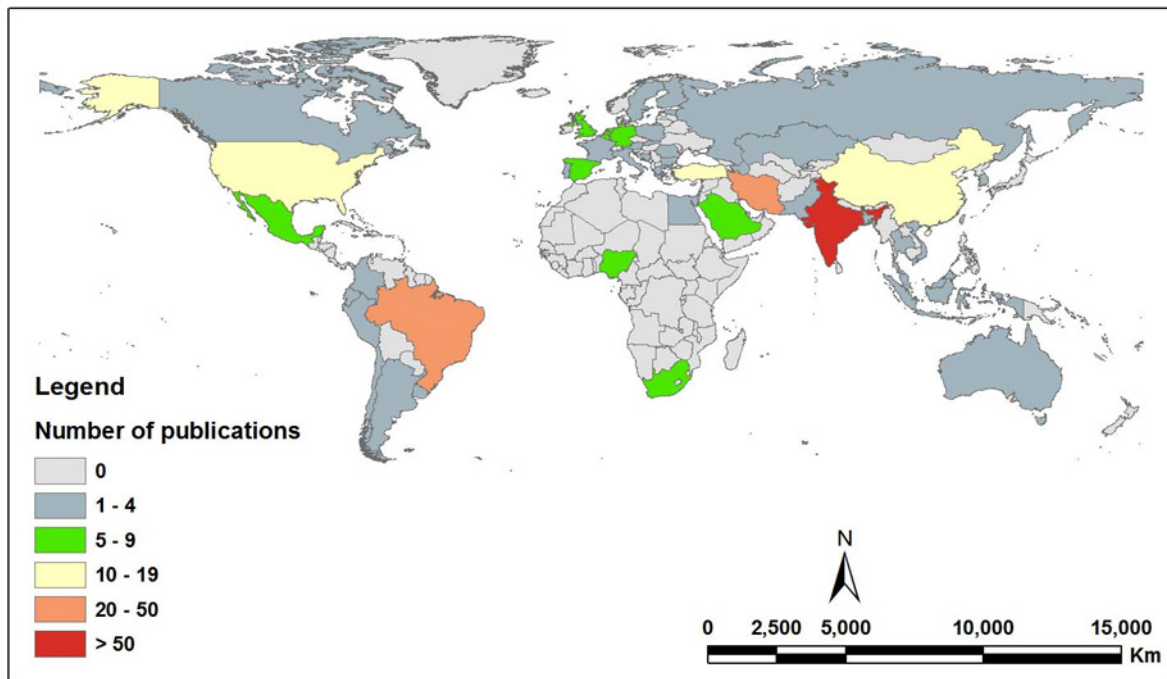 Legend
Number of publications
0
1 - 4
5 - 9
10 - 19
20 - 50
> 50
N
0 2,500 5,000 10,000 15,000
Km